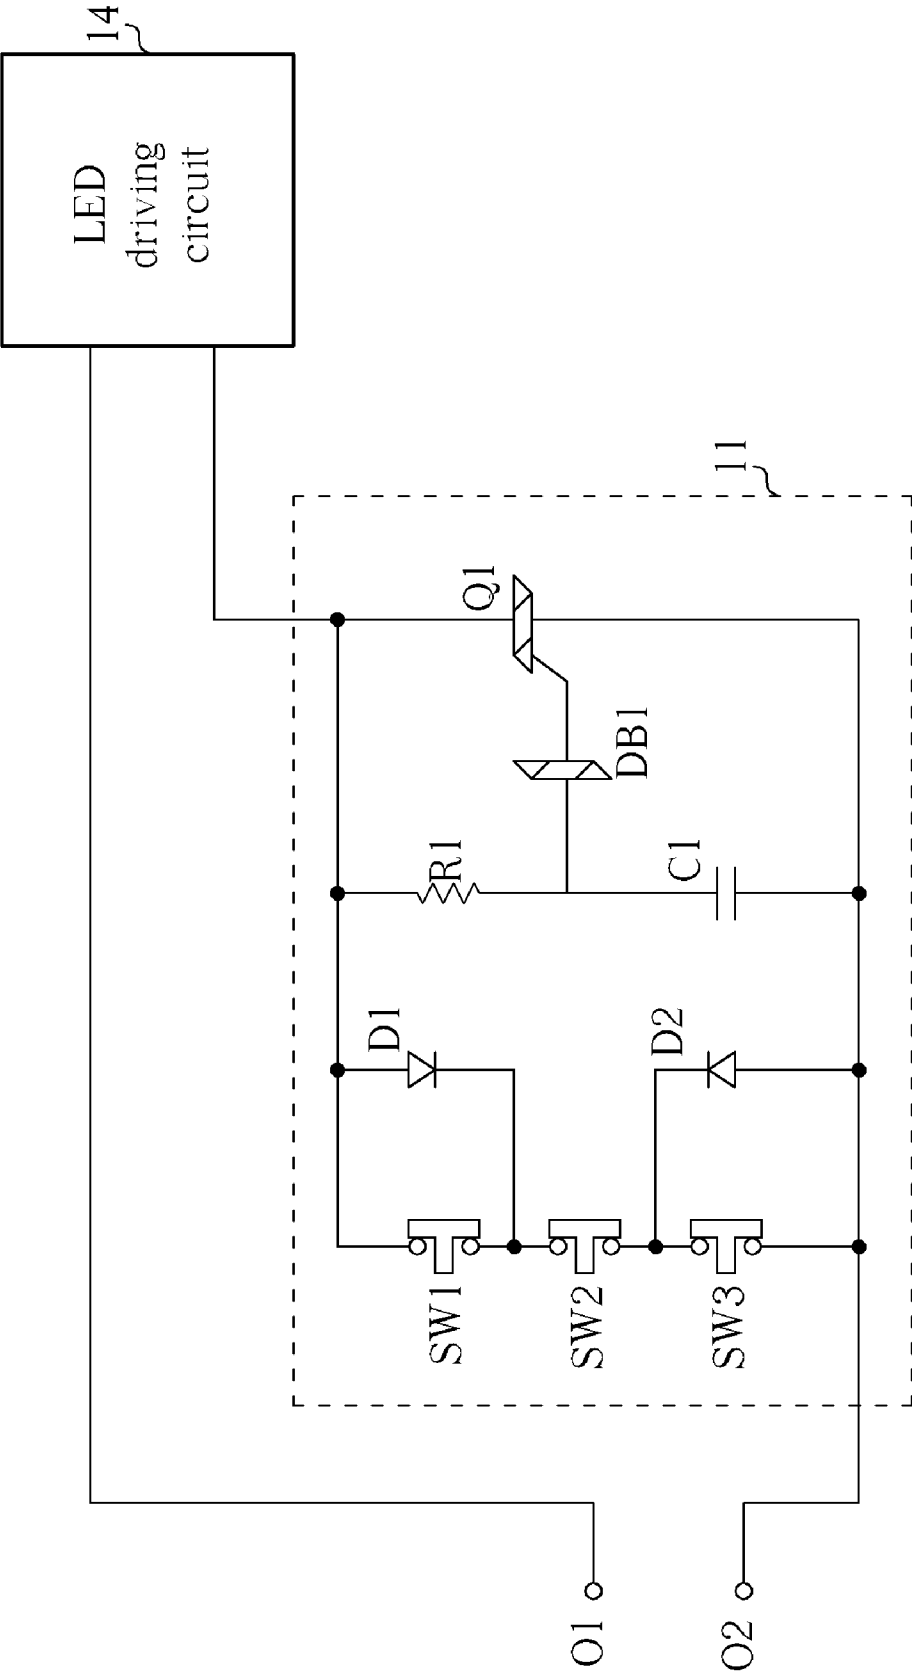 LED
driving
circuit
14
11
Q1
DB1
R1
C1
D1
D2
SW1
SW2
SW3
O1
O2